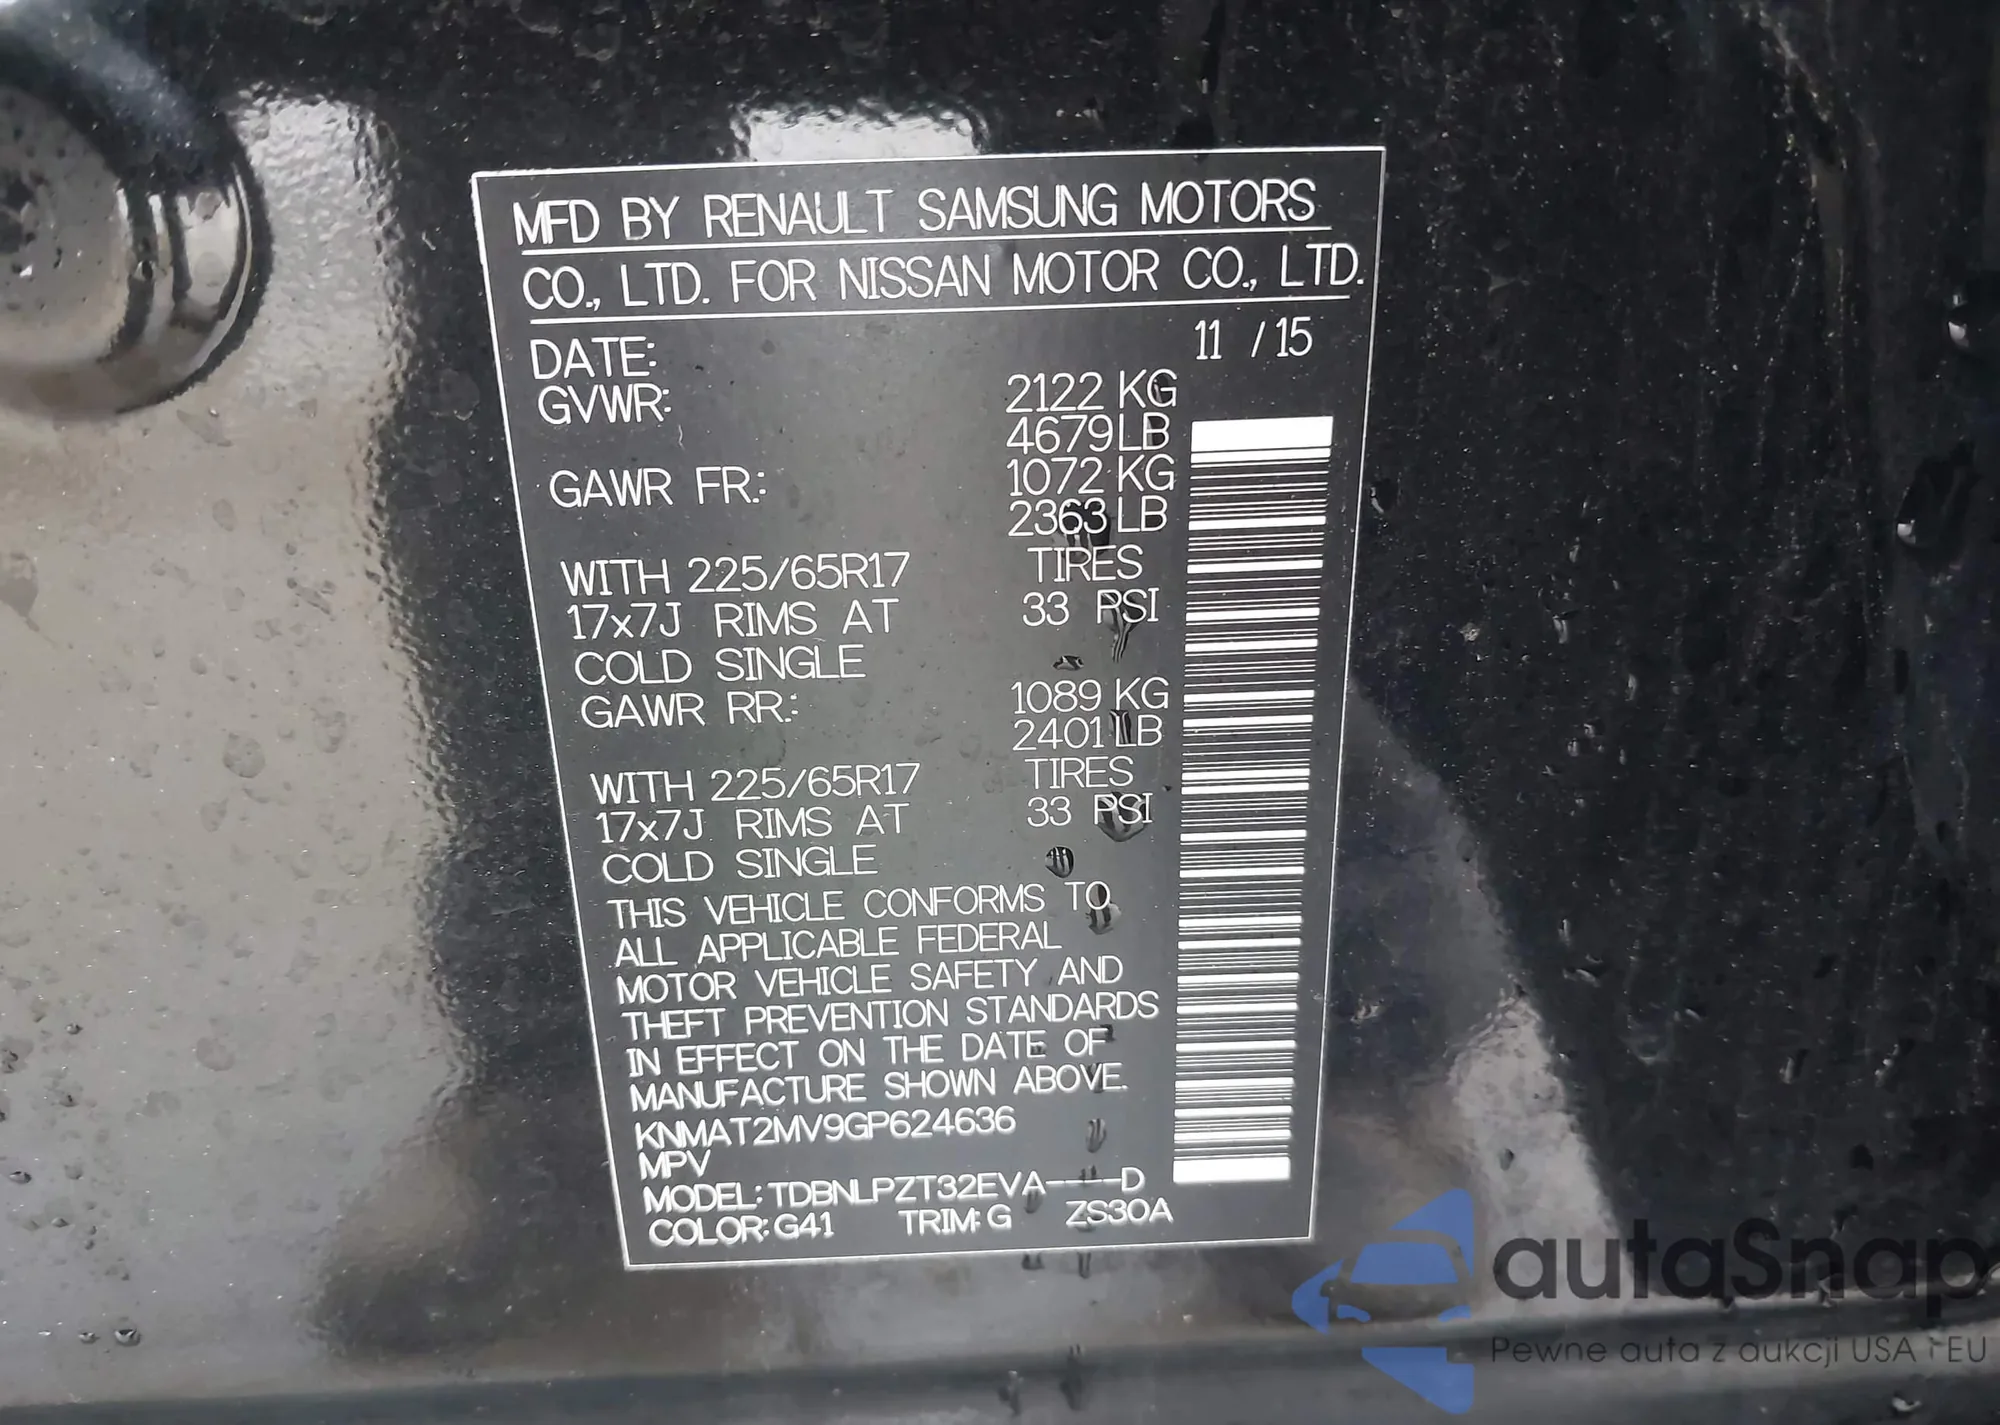 MFD BY RENAULT SAMSUNG MOTORS
CO., LTD. FOR NISSAN MOTOR CO., LTD.
DATE: 11 / 15
GVWR: 2122 KG
4679 LB
GAWR FR.: 1072 KG
2363 LB
WITH 225/65R17 TIRES
17x7J RIMS AT 33 PSI
COLD SINGLE
GAWR RR.: 1089 KG
2401 LB
WITH 225/65R17 TIRES
17x7J RIMS AT 33 PSI
COLD SINGLE
THIS VEHICLE CONFORMS TO
ALL APPLICABLE FEDERAL
MOTOR VEHICLE SAFETY AND
THEFT PREVENTION STANDARDS
IN EFFECT ON THE DATE OF
MANUFACTURE SHOWN ABOVE.
KNMAT2MV9GP624636
MPV
MODEL: TDBNLPZT32EVA----D
COLOR: G41 TRIM: G ZS30A
autoSnap
Pewne auta z aukcji USA i EU